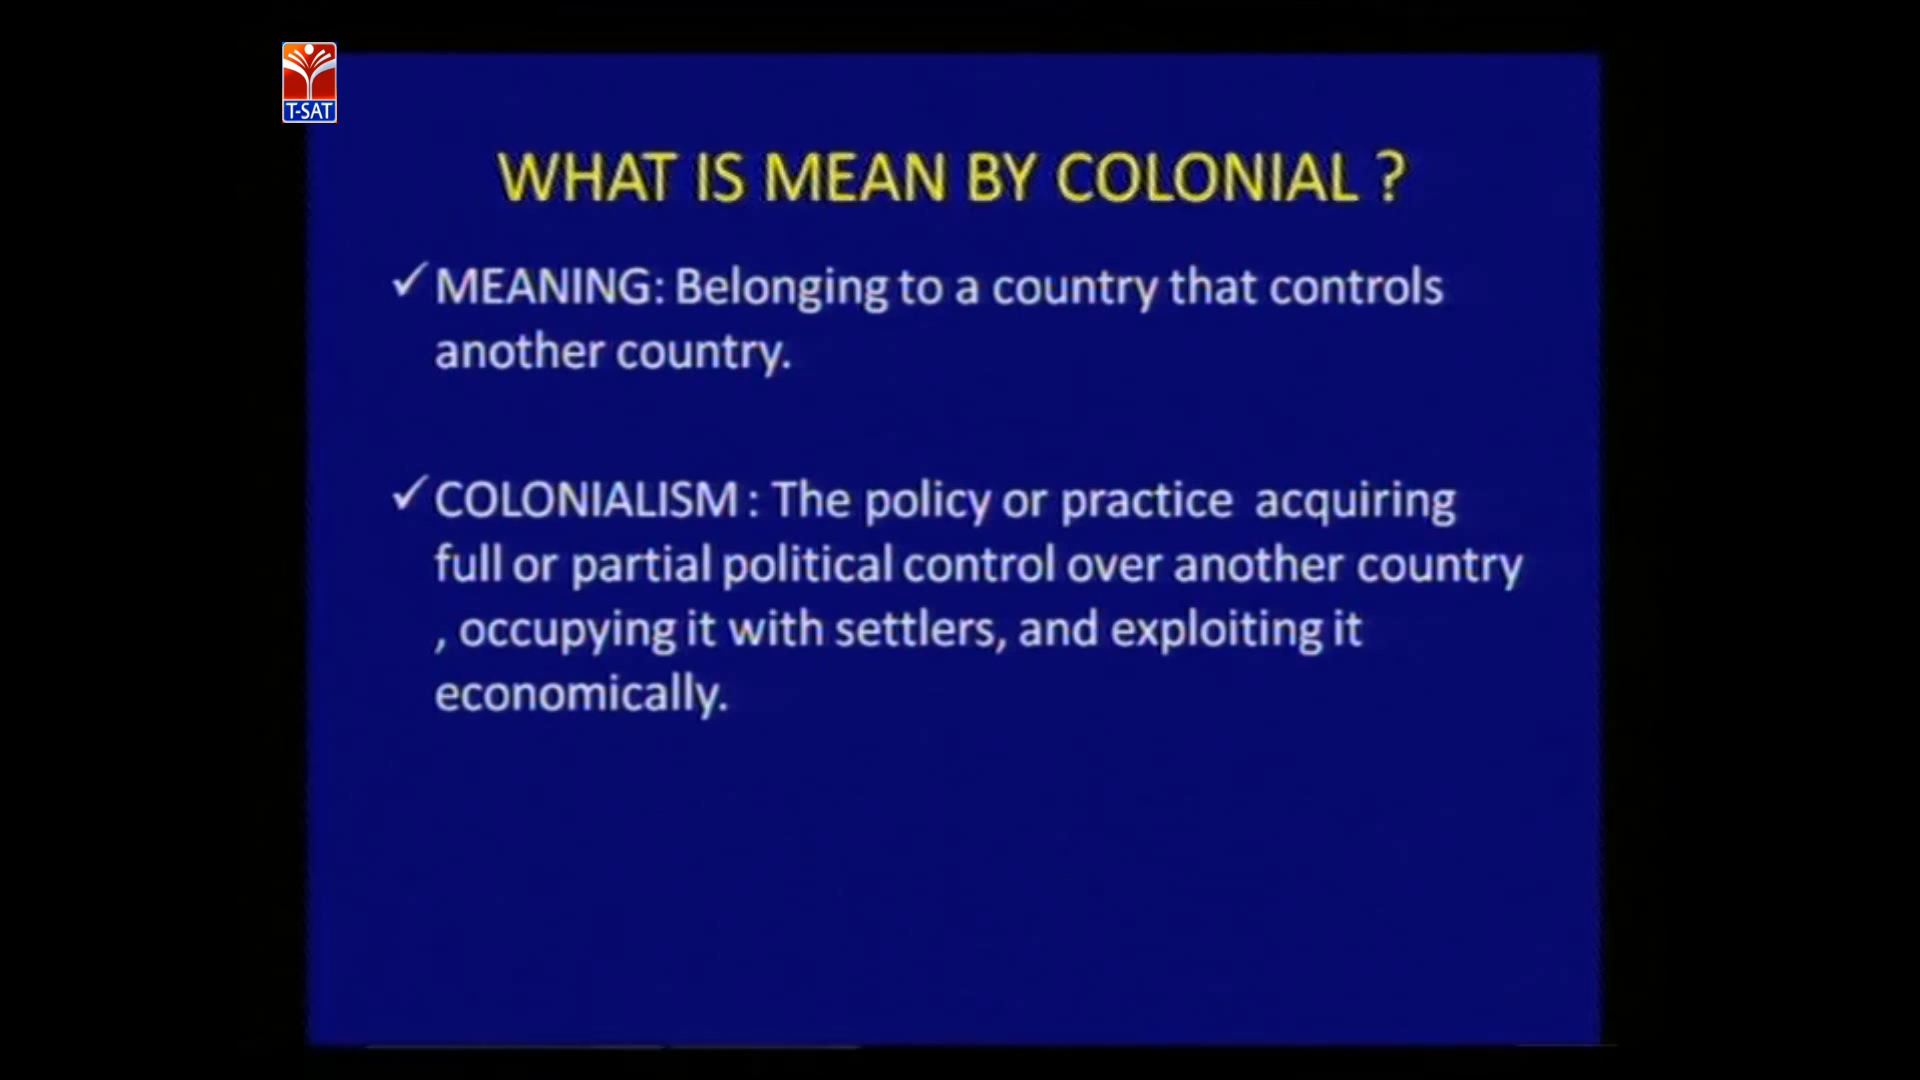 T-SAT
WHAT IS MEAN BY COLONIAL ?
✓MEANING: Belonging to a country that controls
another country.
✓COLONIALISM : The policy or practice acquiring
full or partial political control over another country
, occupying it with settlers, and exploiting it
economically.